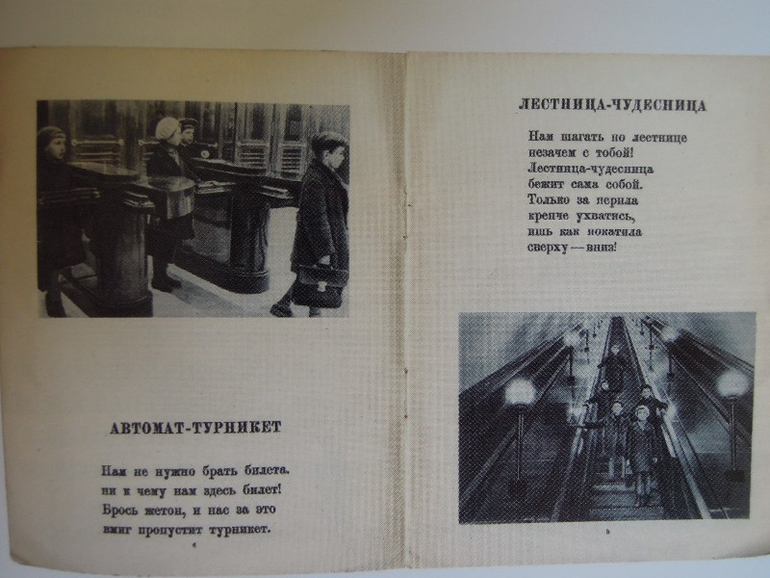 АВТОМАТ-ТУРНИКЕТ
Нам не нужно брать билета.
ни к чему нам здесь билет!
Брось жетон, и нас за это
вмиг пропустит турникет.
4
ЛЕСТНИЦА-ЧУДЕСНИЦА
Нам шагать по лестнице
незачем с тобой!
Лестница-чудесница
бежит сама собой.
Только за перила
крепче ухватись,
ишь как покатила
сверху — вниз!
5